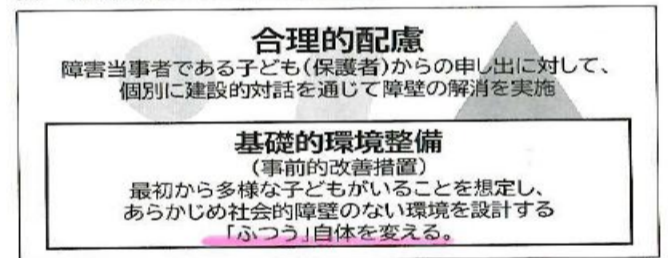 合理的配慮
障害当事者である子ども(保護者)からの申し出に対して、
個別に建設的対話を通じて障壁の解消を実施
基礎的環境整備
(事前的改善措置)
最初から多様な子どもがいることを想定し、
あらかじめ社会的障壁のない環境を設計する
「ふつう」自体を変える。